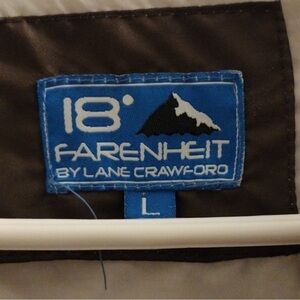 18°
FARENHEIT
BY LANE CRAWFORD
L